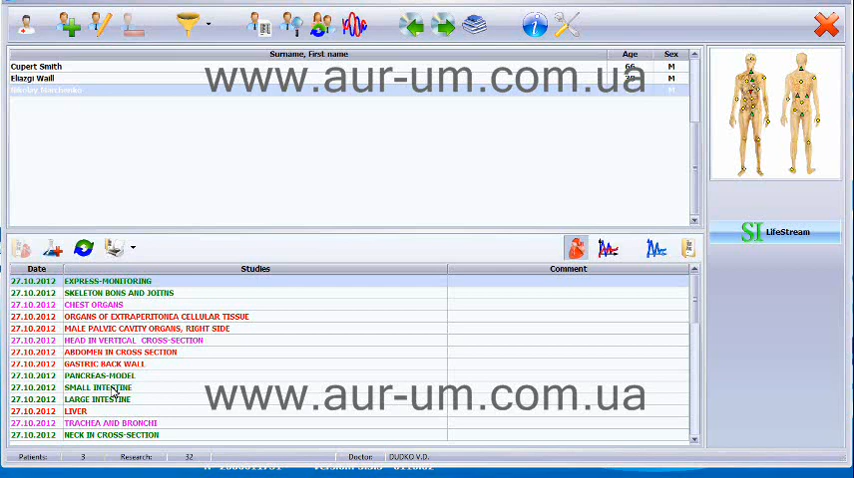 Surname, First name Age Sex
Cupert Smith 66 M
Eliazgi Wall M
M
www.aur-um.com.ua
SI LifeStream
Date Studies Comment
27.10.2012 EXPRESS-MONITORING
27.10.2012 SKELETON BONS AND JOITNS
27.10.2012 CHEST ORGANS
27.10.2012 ORGANS OF EXTRAPERITONEA CELLULAR TISSUE
27.10.2012 MALE PALVIC CAVITY ORGANS, RIGHT SIDE
27.10.2012 HEAD IN VERTICAL CROSS-SECTION
27.10.2012 ABDOMEN IN CROSS SECTION
27.10.2012 GASTRIC BACK WALL
27.10.2012 PANCREAS-MODEL
27.10.2012 SMALL INTESTINE
27.10.2012 LARGE INTESTINE
www.aur-um.com.ua
27.10.2012 LIVER
27.10.2012 TRACHEA AND BRONCHI
27.10.2012 NECK IN CROSS-SECTION
Patients: 3 Research: 32 Doctor: DUDKO V.D.